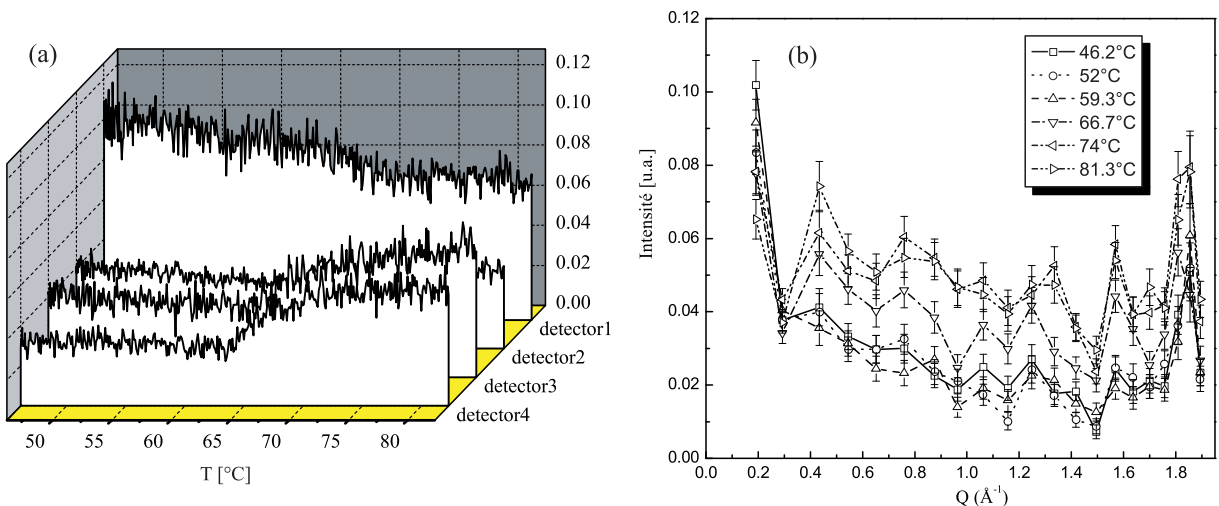 (a)
0.12
0.10
0.08
0.06
0.04
0.02
0.00
detector1
detector2
detector3
detector4
50 55 60 65 70 75 80
T [°C]
(b)
0.12
0.10
0.08
0.06
0.04
0.02
0.00
Intensité [u.a.]
46.2°C
52°C
59.3°C
66.7°C
74°C
81.3°C
0.0 0.2 0.4 0.6 0.8 1.0 1.2 1.4 1.6 1.8
Q (Å-1)